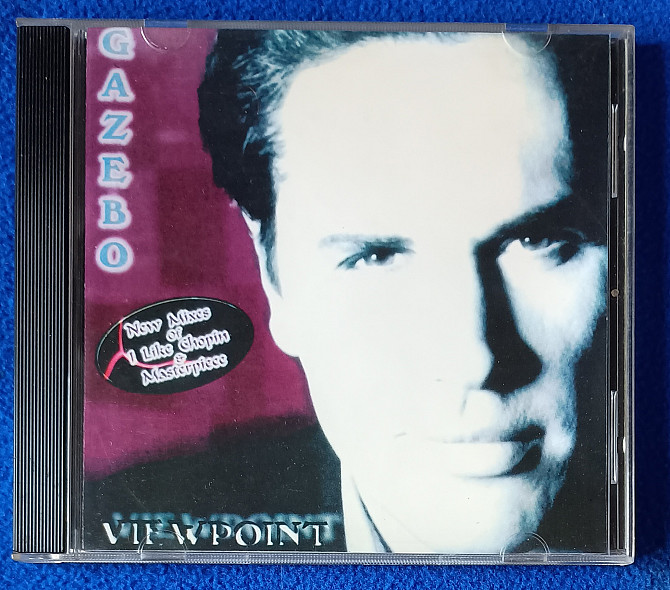 GAZEBO
New Mixes
Of
I Like Chopin
&
Masterpiece
VIEWPOINT